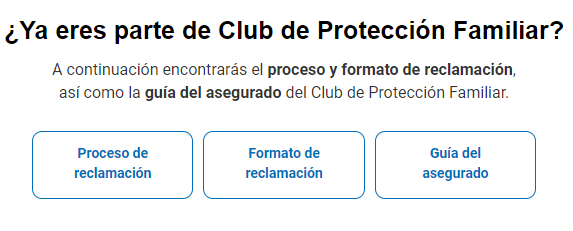 ¿Ya eres parte de Club de Protección Familiar?
A continuación encontrarás el proceso y formato de reclamación,
así como la guía del asegurado del Club de Protección Familiar.
Proceso de
reclamación
Formato de
reclamación
Guía del
asegurado